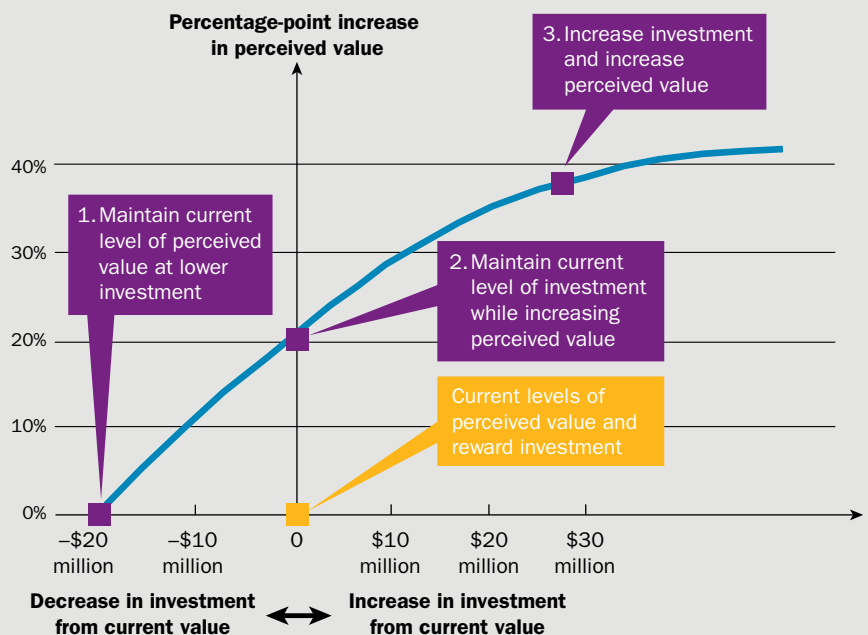 Percentage-point increase
in perceived value
3. Increase investment
and increase
perceived value
40%
1. Maintain current
level of perceived
value at lower
investment
30%
2. Maintain current
level of investment
while increasing
perceived value
20%
Current levels of
perceived value and
reward investment
10%
0%
–$20
million
–$10
million
0
$10
million
$20
million
$30
million
Decrease in investment
from current value
Increase in investment
from current value